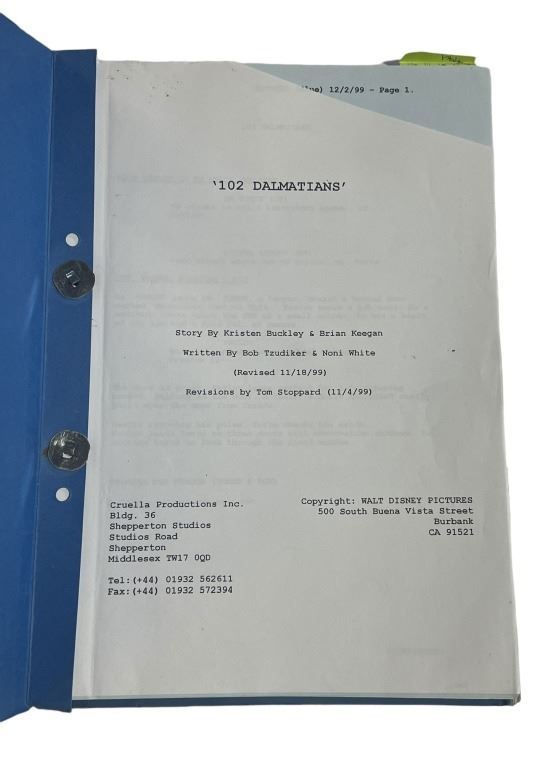 lue) 12/2/99 - Page 1.
'102 DALMATIANS'
Story By Kristen Buckley & Brian Keegan
Written By Bob Tzudiker & Noni White
(Revised 11/18/99)
Revisions by Tom Stoppard (11/4/99)
Cruella Productions Inc.
Bldg. 36
Shepperton Studios
Studios Road
Shepperton
Middlesex TW17 0QD
Tel:(+44) 01932 562611
Fax:(+44) 01932 572394
Copyright: WALT DISNEY PICTURES
500 South Buena Vista Street
Burbank
CA 91521